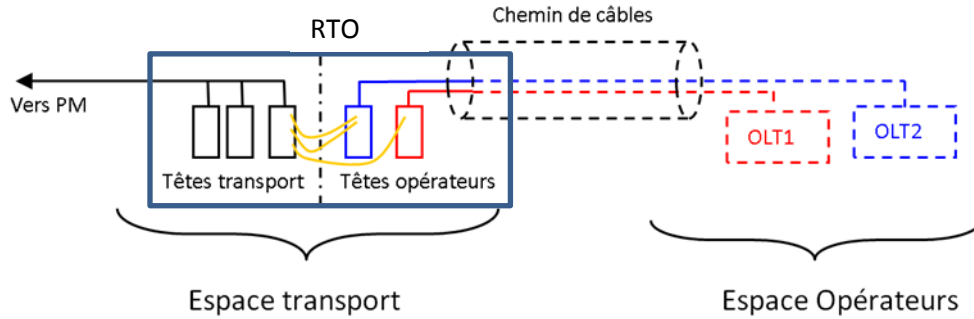 Chemin de câbles
RTO
Vers PM
OLT1
OLT2
Têtes transport
Têtes opérateurs
Espace transport
Espace Opérateurs